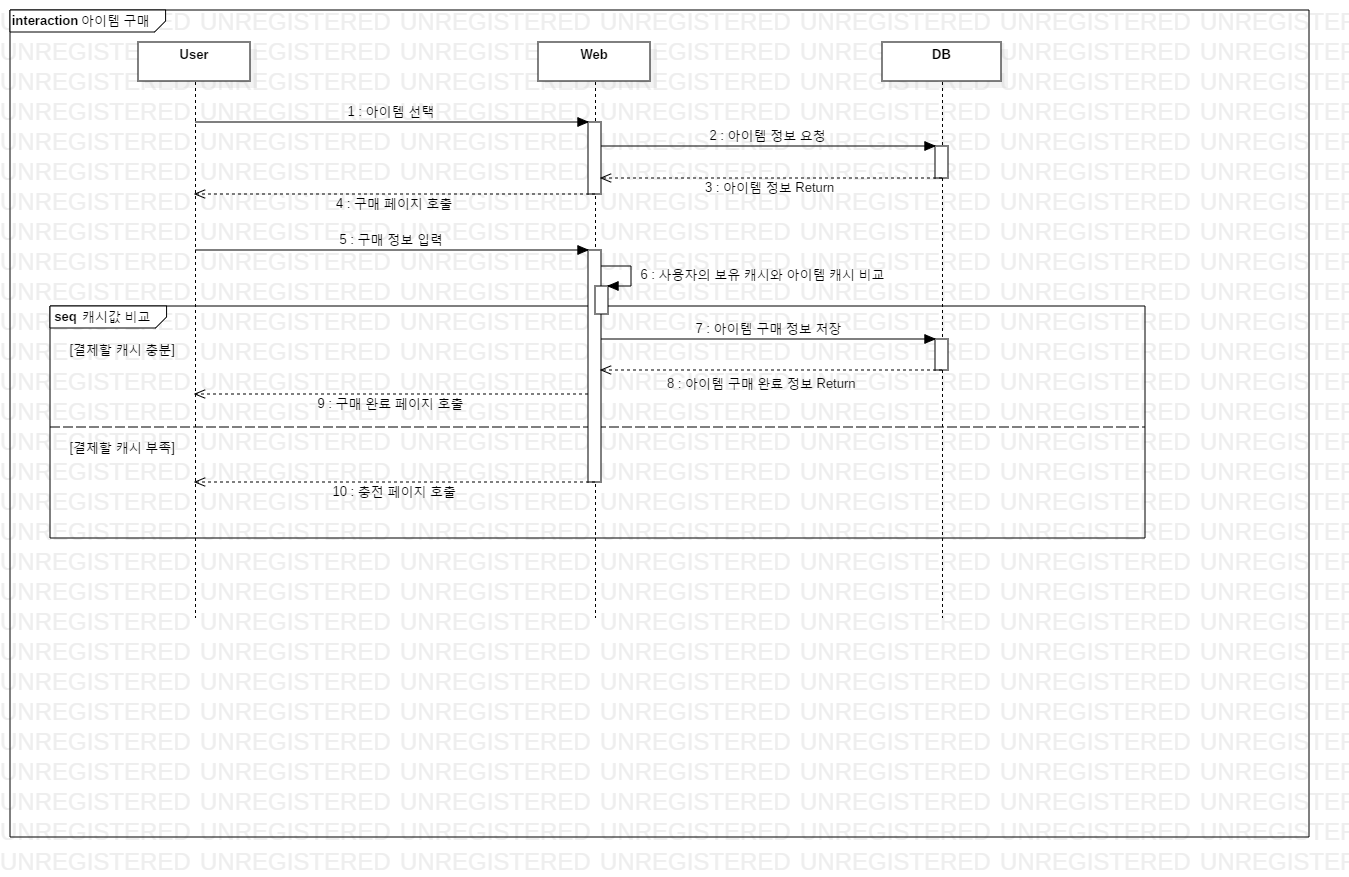 interaction 아이템 구매
User
Web
DB
1 : 아이템 선택
2 : 아이템 정보 요청
3 : 아이템 정보 Return
4 : 구매 페이지 호출
5 : 구매 정보 입력
6 : 사용자의 보유 캐시와 아이템 캐시 비교
seq 캐시값 비교
7 : 아이템 구매 정보 저장
[결제할 캐시 충분]
8 : 아이템 구매 완료 정보 Return
9 : 구매 완료 페이지 호출
[결제할 캐시 부족]
10 : 충전 페이지 호출
UNREGISTERED